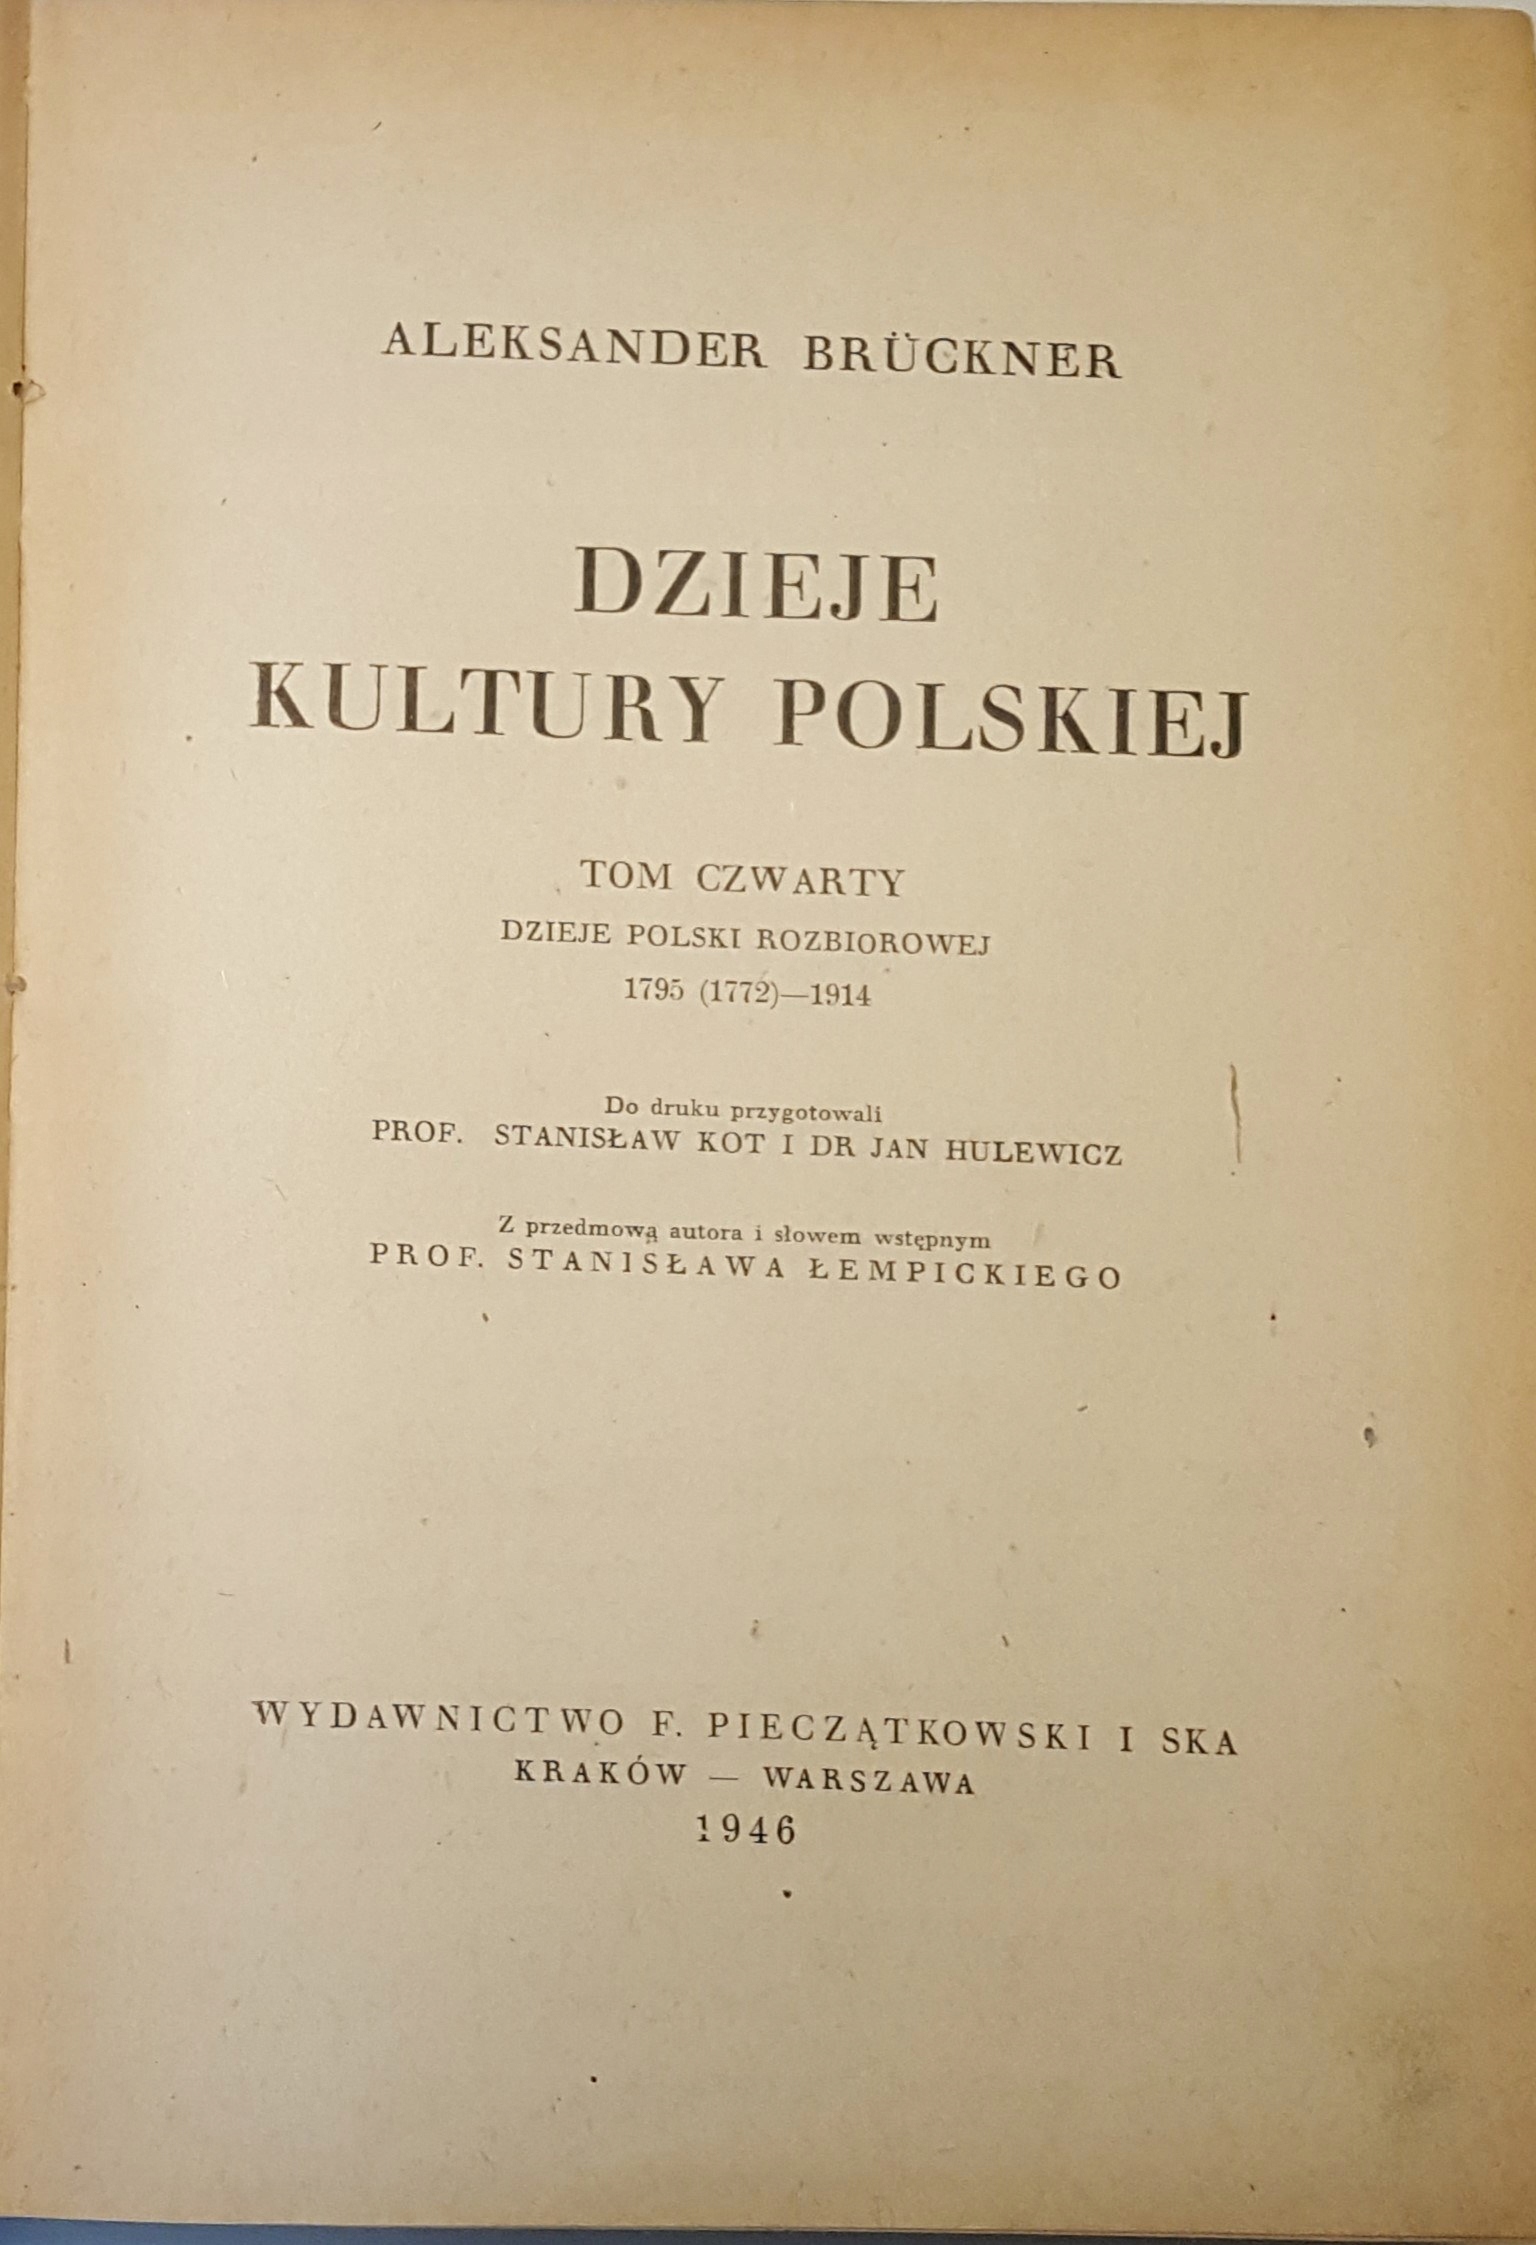 ALEKSANDER BRÜCKNER
DZIEJE
KULTURY POLSKIEJ
TOM CZWARTY
DZIEJE POLSKI ROZBIOROWEJ
1795 (1772)—1914
Do druku przygotowali
PROF. STANISŁAW KOT I DR JAN HULEWICZ
Z przedmową autora i słowem wstępnym
PROF. STANISŁAWA ŁEMPICKIEGO
WYDAWNICTWO F. PIECZĄTKOWSKI I SKA
KRAKÓW — WARSZAWA
1946